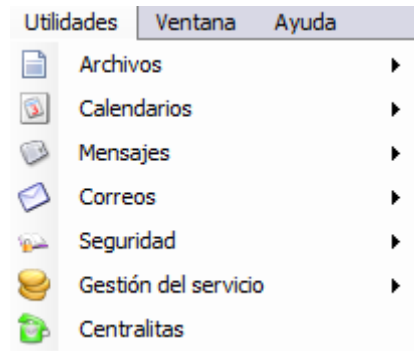 Utilidades Ventana Ayuda
Archivos
Calendarios
Mensajes
Correos
Seguridad
Gestión del servicio
Centralitas